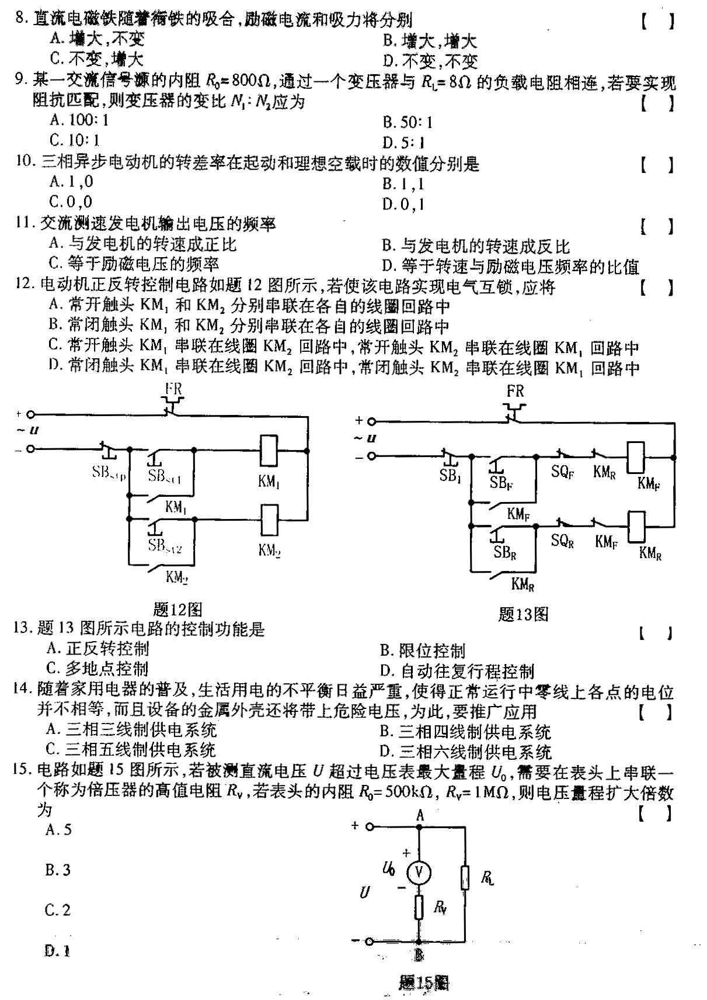 8. 直流电磁铁随着衔铁的吸合,励磁电流和吸力将分别 【 】
A. 增大,不变 B. 增大,增大
C. 不变,增大 D. 不变,不变
9. 某一交流信号源的内阻 R₀=800Ω,通过一个变压器与 R_L=8Ω 的负载电阻相连,若要实现
阻抗匹配,则变压器的变比 N₁∶N₂应为 【 】
A. 100∶1 B. 50∶1
C. 10∶1 D. 5∶1
10. 三相异步电动机的转差率在起动和理想空载时的数值分别是 【 】
A. 1,0 B. 1,1
C. 0,0 D. 0,1
11. 交流测速发电机输出电压的频率 【 】
A. 与发电机的转速成正比 B. 与发电机的转速成反比
C. 等于励磁电压的频率 D. 等于转速与励磁电压频率的比值
12. 电动机正反转控制电路如题 12 图所示,若使该电路实现电气互锁,应将 【 】
A. 常开触头 KM₁ 和 KM₂ 分别串联在各自的线圈回路中
B. 常闭触头 KM₁ 和 KM₂ 分别串联在各自的线圈回路中
C. 常开触头 KM₁ 串联在线圈 KM₂ 回路中,常开触头 KM₂ 串联在线圈 KM₁ 回路中
D. 常闭触头 KM₁ 串联在线圈 KM₂ 回路中,常闭触头 KM₂ 串联在线圈 KM₁ 回路中
FR
+
~ u
−
SB_stp SB_st1 KM₁
KM₁
SB_st2 KM₂
KM₂
题12图
FR
+
~ u
−
SB₁ SB_F SQ_F KM_R KM_F
KM_F
SB_R SQ_R KM_F KM_R
KM_R
题13图
13. 题 13 图所示电路的控制功能是 【 】
A. 正反转控制 B. 限位控制
C. 多地点控制 D. 自动往复行程控制
14. 随着家用电器的普及,生活用电的不平衡日益严重,使得正常运行中零线上各点的电位
并不相等,而且设备的金属外壳还将带上危险电压,为此,要推广应用 【 】
A. 三相三线制供电系统 B. 三相四线制供电系统
C. 三相五线制供电系统 D. 三相六线制供电系统
15. 电路如题 15 图所示,若被测直流电压 U 超过电压表最大量程 U₀,需要在表头上串联一
个称为倍压器的高值电阻 R_V,若表头的内阻 R₀=500kΩ, R_V=1MΩ,则电压量程扩大倍数
为 【 】
A. 5
B. 3
C. 2
D. 1
A
+
+
U₀ V R_L
−
U
R_V
−
B
题15图